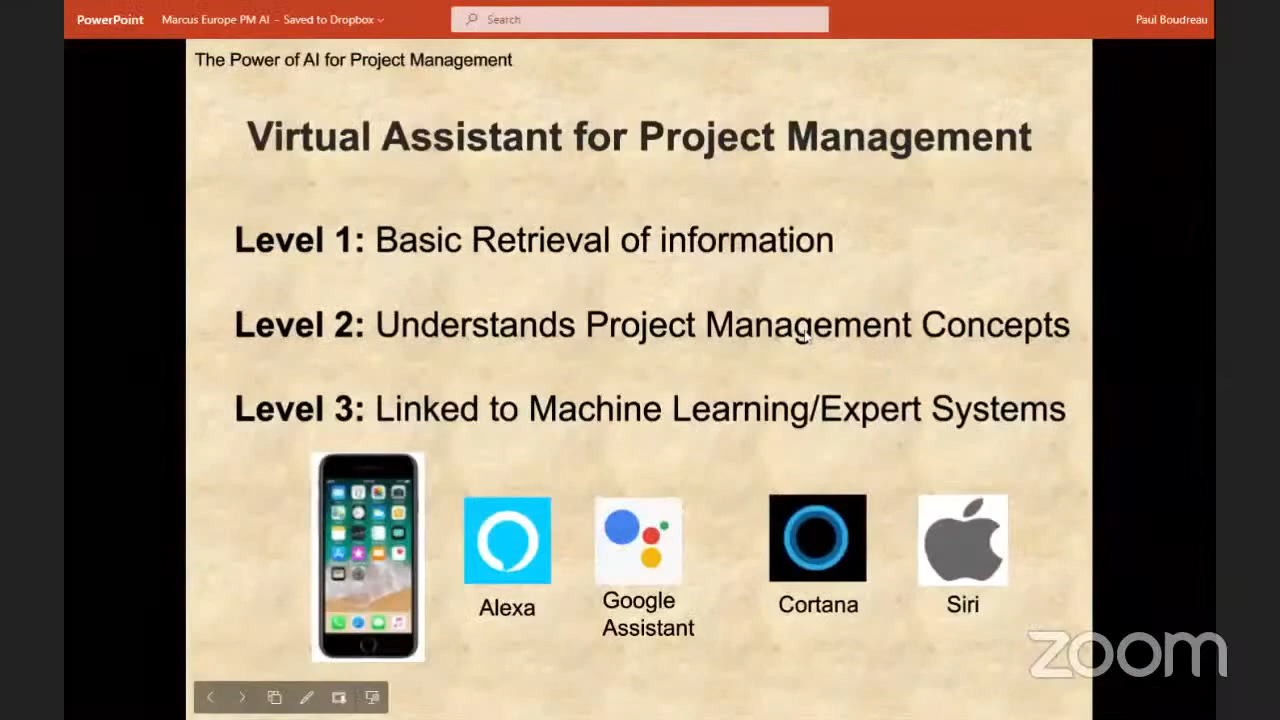 PowerPoint Marcus Europe PM AI – Saved to Dropbox Search Paul Boudreau
The Power of AI for Project Management
Virtual Assistant for Project Management
Level 1: Basic Retrieval of information
Level 2: Understands Project Management Concepts
Level 3: Linked to Machine Learning/Expert Systems
Alexa
Google
Assistant
Cortana
Siri
zoom